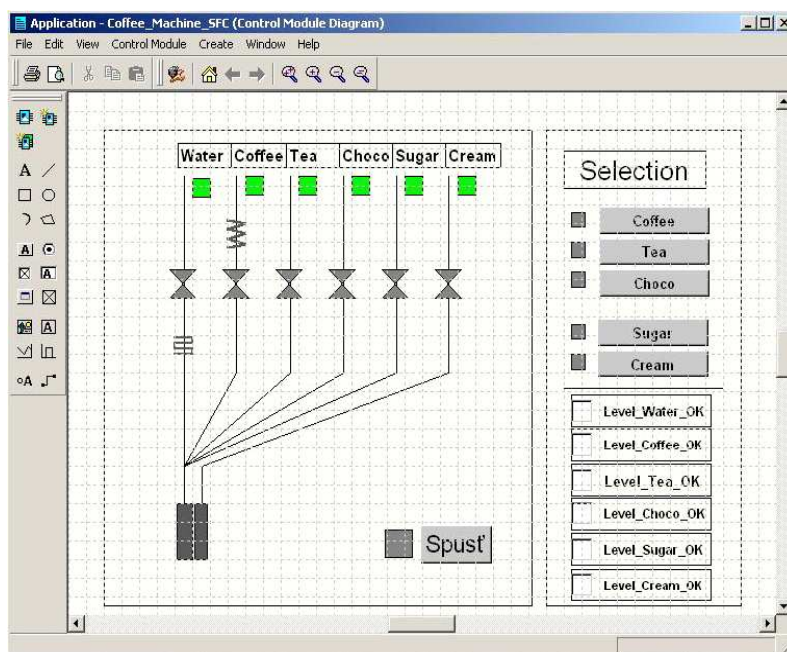 Application - Coffee_Machine_SFC (Control Module Diagram)
File Edit View Control Module Create Window Help
Water Coffee Tea Choco Sugar Cream
Selection
Coffee
Tea
Choco
Sugar
Cream
Level_Water_OK
Level_Coffee_OK
Level_Tea_OK
Level_Choco_OK
Level_Sugar_OK
Level_Cream_OK
Spusť